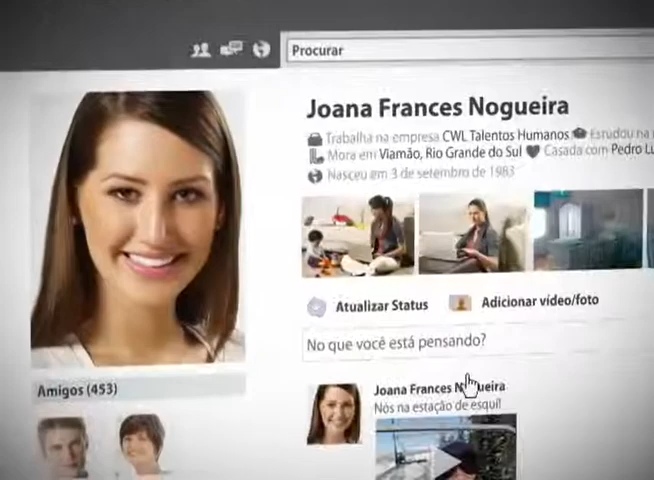 Procurar
Joana Frances Nogueira
Trabalha na empresa CWL Talentos Humanos Estudou na
Mora em Viamão, Rio Grande do Sul Casada com Pedro
Nasceu em 3 de setembro de 1983
Atualizar Status Adicionar vídeo/foto
No que você está pensando?
Amigos (453)
Joana Frances Nogueira
Nós na estação de esqui!